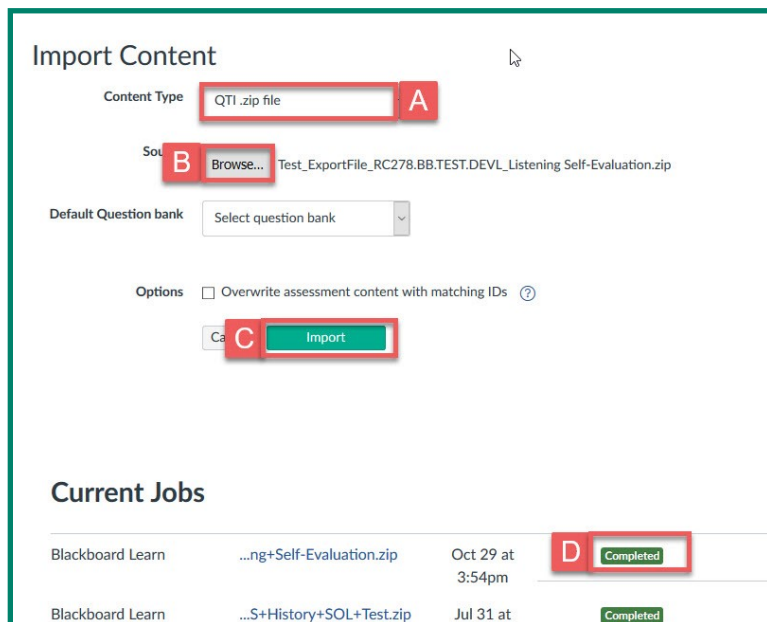 Import Content
Content Type QTI .zip file A
B Browse... Test_ExportFile_RC278.BB.TEST.DEVL_Listening Self-Evaluation.zip
Default Question bank Select question bank
Options Overwrite assessment content with matching IDs ?
C Import
Current Jobs
Blackboard Learn ...ng+Self-Evaluation.zip Oct 29 at D Completed
3:54pm
Blackboard Learn ...S+History+SOL+Test.zip Jul 31 at Completed